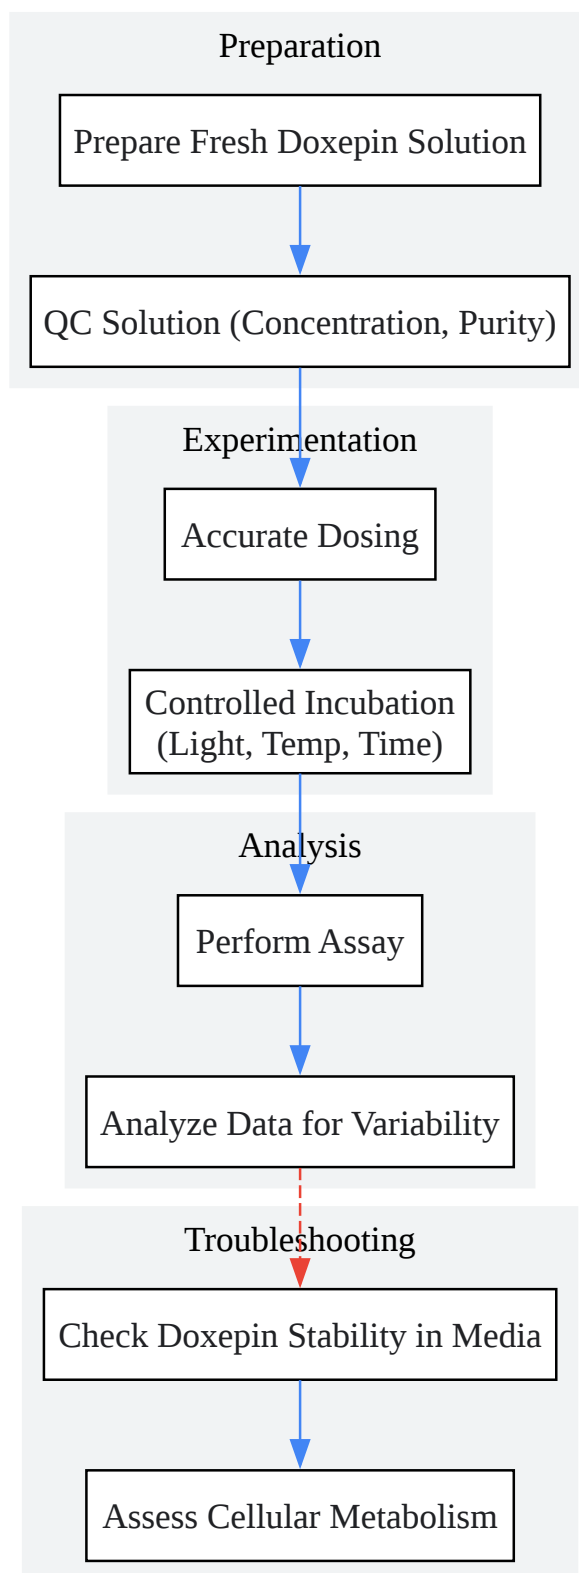 Preparation
Prepare Fresh Doxepin Solution
QC Solution (Concentration, Purity)
Experimentation
Accurate Dosing
Controlled Incubation
(Light, Temp, Time)
Analysis
Perform Assay
Analyze Data for Variability
Troubleshooting
Check Doxepin Stability in Media
Assess Cellular Metabolism